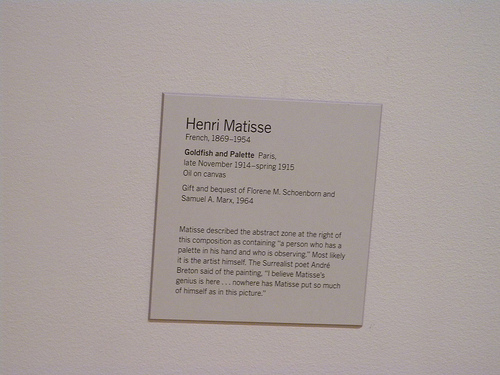 Henri Matisse
French, 1869–1954
Goldfish and Palette Paris,
late November 1914–spring 1915
Oil on canvas
Gift and bequest of Florene M. Schoenborn and
Samuel A. Marx, 1964
Matisse described the abstract zone at the right of
this composition as containing "a person who has a
palette in his hand and who is observing." Most likely
it is the artist himself. The Surrealist poet André
Breton said of the painting, "I believe Matisse's
genius is here . . . nowhere has Matisse put so much
of himself as in this picture."